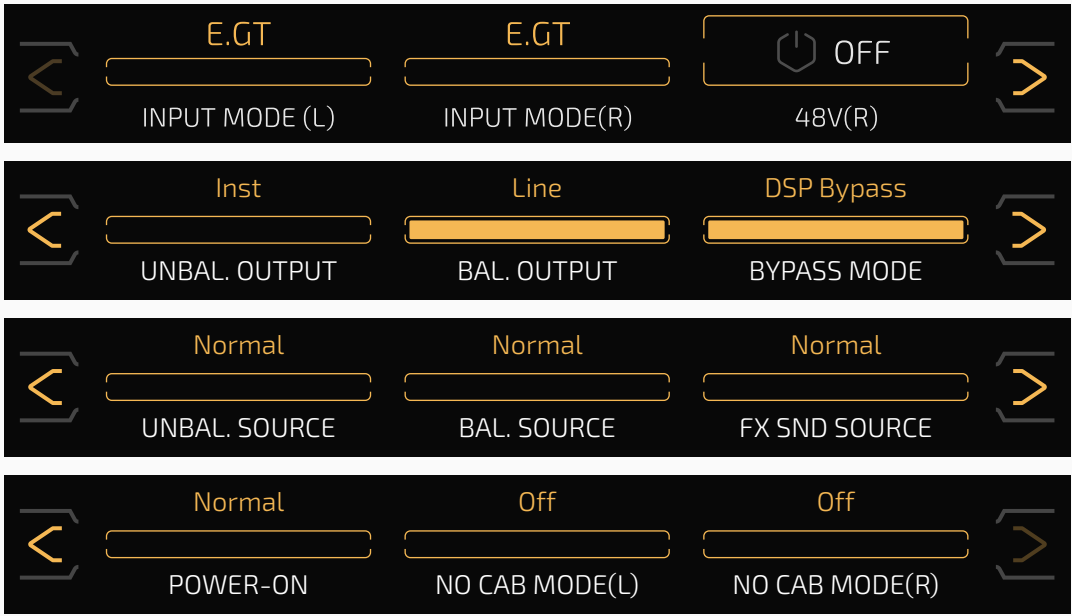 E.GT E.GT OFF
INPUT MODE (L) INPUT MODE(R) 48V(R)
Inst Line DSP Bypass
UNBAL. OUTPUT BAL. OUTPUT BYPASS MODE
Normal Normal Normal
UNBAL. SOURCE BAL. SOURCE FX SND SOURCE
Normal Off Off
POWER-ON NO CAB MODE(L) NO CAB MODE(R)